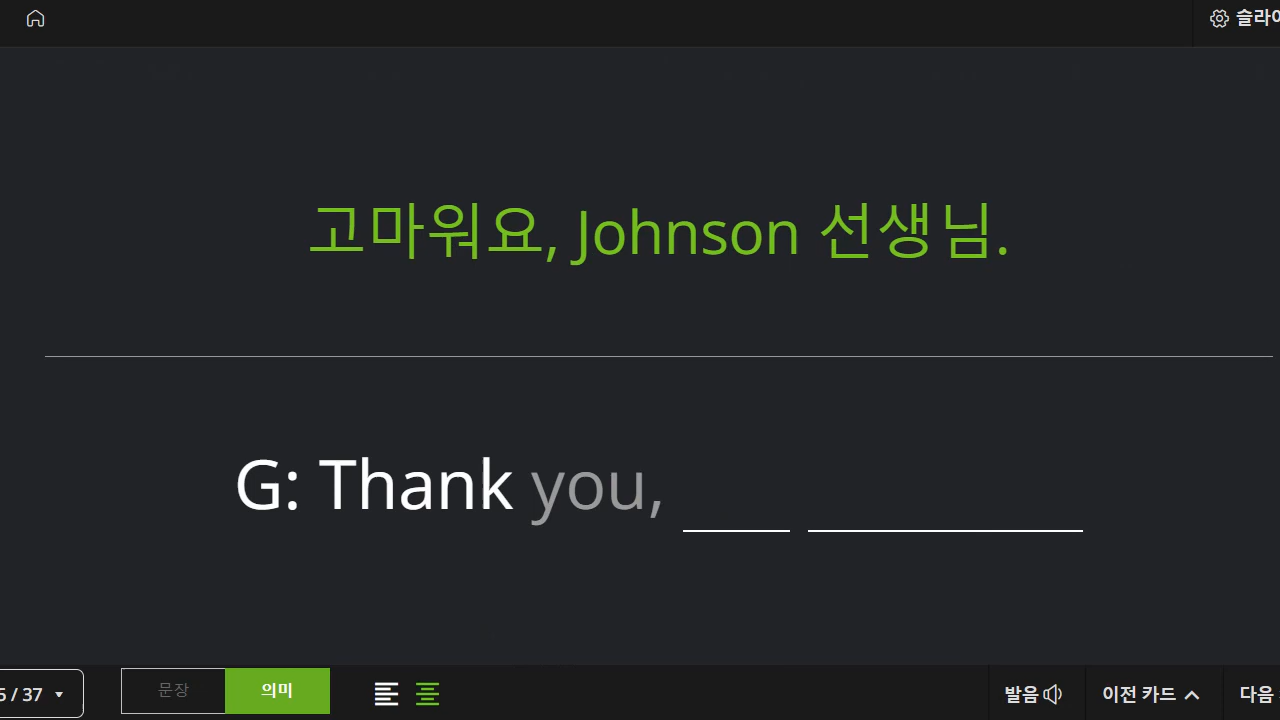 슬라이
고마워요, Johnson 선생님.
G: Thank you,
5 / 37
문장
의미
발음
이전 카드
다음